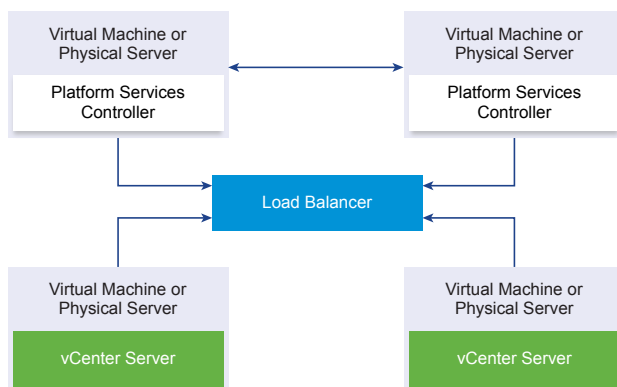 Virtual Machine or
Physical Server
Platform Services
Controller
Virtual Machine or
Physical Server
Platform Services
Controller
Load Balancer
Virtual Machine or
Physical Server
vCenter Server
Virtual Machine or
Physical Server
vCenter Server